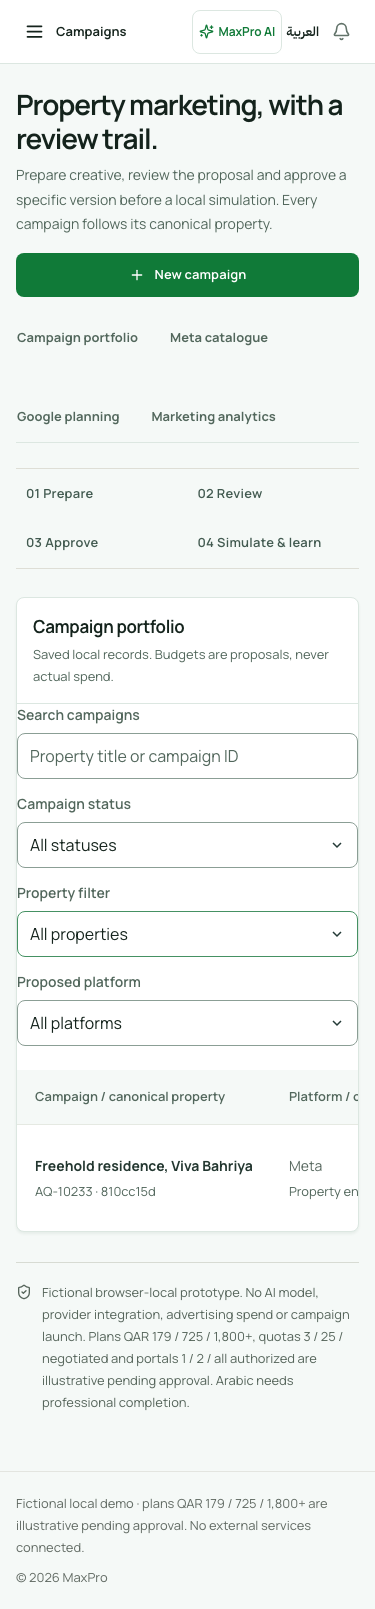 Campaigns
MaxPro AI
العربية
Property marketing, with a
review trail.
Prepare creative, review the proposal and approve a
specific version before a local simulation. Every
campaign follows its canonical property.
New campaign
Campaign portfolio
Meta catalogue
Google planning
Marketing analytics
01 Prepare
02 Review
03 Approve
04 Simulate & learn
Campaign portfolio
Saved local records. Budgets are proposals, never
actual spend.
Search campaigns
Property title or campaign ID
Campaign status
All statuses
Property filter
All properties
Proposed platform
All platforms
Campaign / canonical property
Platform /
Freehold residence, Viva Bahriya
Meta
AQ-10233 · 810cc15d
Property
Fictional browser-local prototype. No AI model,
provider integration, advertising spend or campaign
launch. Plans QAR 179 / 725 / 1,800+, quotas 3 / 25 /
negotiated and portals 1 / 2 / all authorized are
illustrative pending approval. Arabic needs
professional completion.
Fictional local demo · plans QAR 179 / 725 / 1,800+ are
illustrative pending approval. No external services
connected.
© 2026 MaxPro